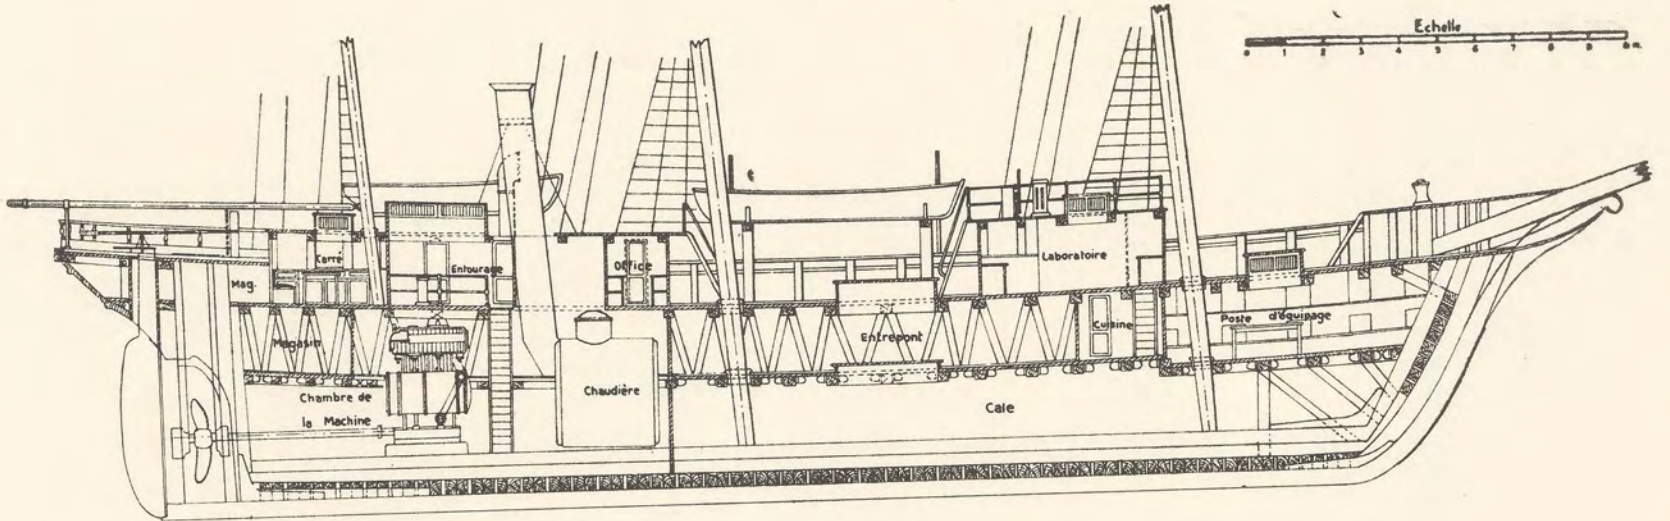 Echelle
0 1 2 3 4 5 6 7 8 9 10 m.
Carré
Entourage
Office
Laboratoire
Mag.
Magasin
Entrepont
Cuisine
Poste d'équipage
Chambre de
la Machine
Chaudière
Cale